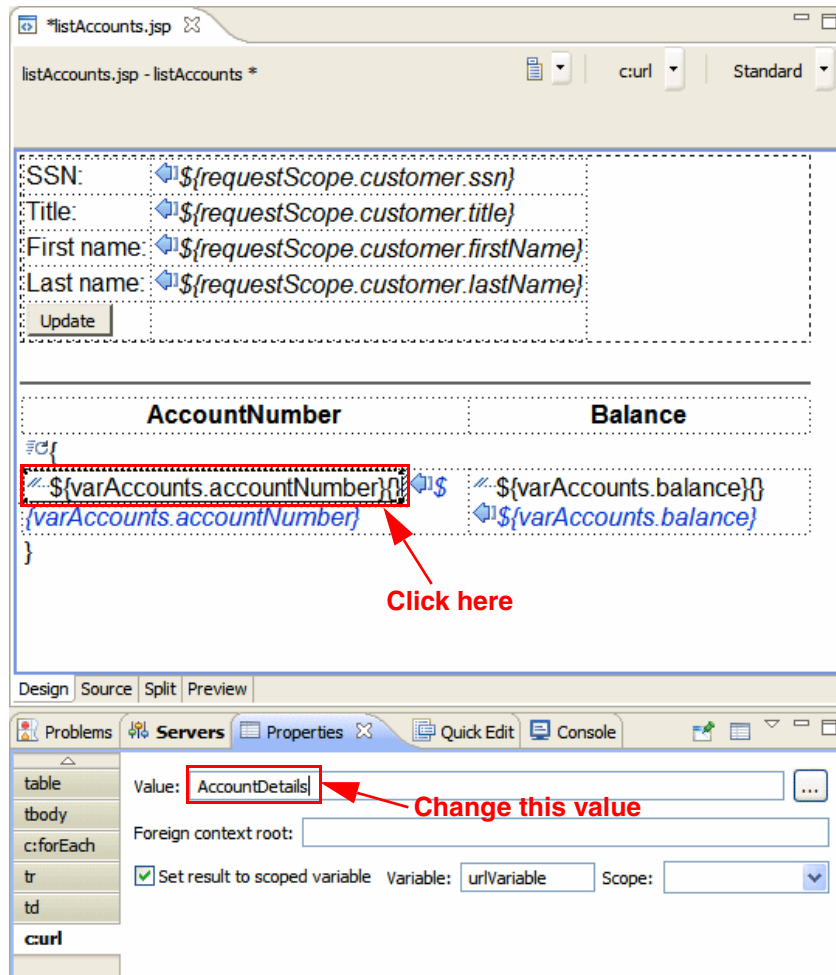 *listAccounts.jsp
listAccounts.jsp - listAccounts *
c:url
Standard
SSN: ${requestScope.customer.ssn}
Title: ${requestScope.customer.title}
First name: ${requestScope.customer.firstName}
Last name: ${requestScope.customer.lastName}
Update
AccountNumber Balance
{
${varAccounts.accountNumber}{} $ ${varAccounts.balance}{}
{varAccounts.accountNumber} ${varAccounts.balance}
}
Click here
Design Source Split Preview
Problems Servers Properties Quick Edit Console
table
Value: AccountDetails ...
Change this value
tbody
Foreign context root:
c:forEach
tr
Set result to scoped variable Variable: urlVariable Scope:
td
c:url